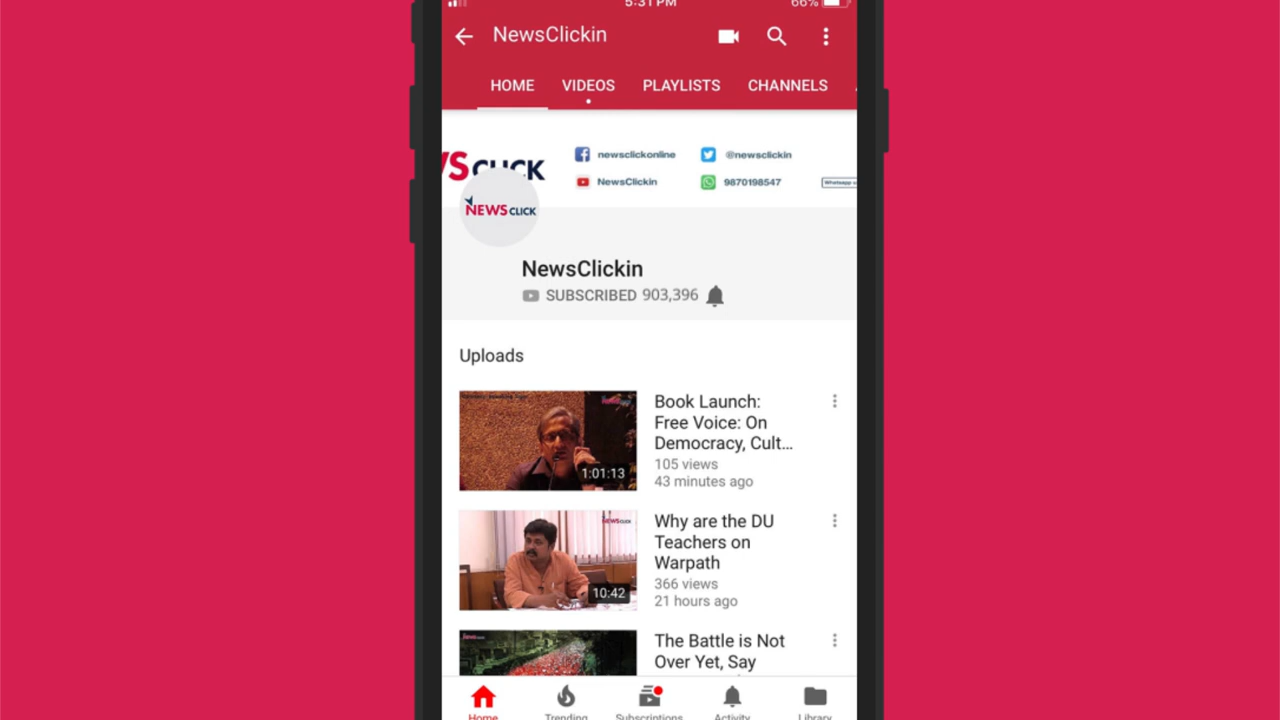 5:31 PM
66%
NewsClickin
HOME VIDEOS PLAYLISTS CHANNELS
WS CLICK
newsclickonline
@newsclickin
NewsClickin
9870198547
Whatsapp
NEWSCLICK
NewsClickin
SUBSCRIBED 903,396
Uploads
Book Launch:
Free Voice: On
Democracy, Cult...
105 views
43 minutes ago
1:01:13
NEWSCLICK
Why are the DU
Teachers on
Warpath
366 views
21 hours ago
10:42
The Battle is Not
Over Yet, Say
Home Trending Subscriptions Activity Library